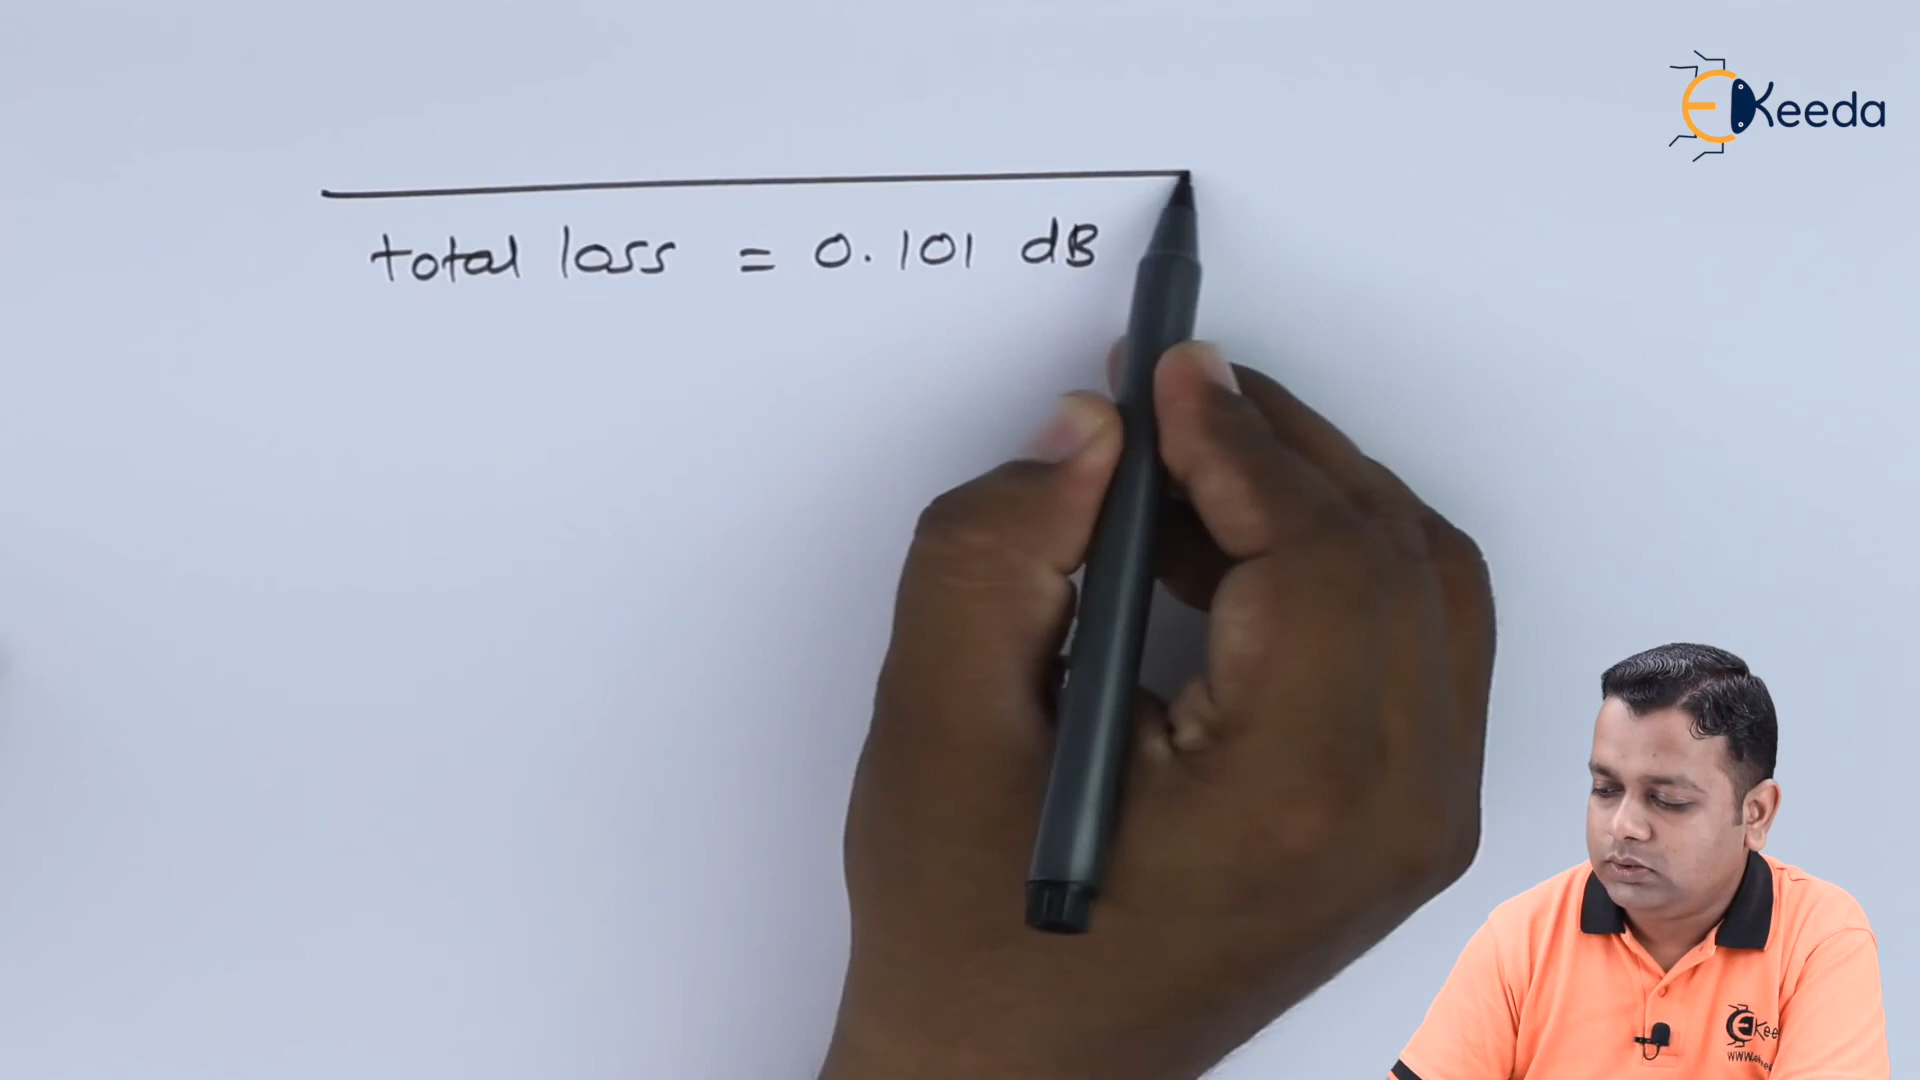 EKeeda
total loss = 0.101 dB